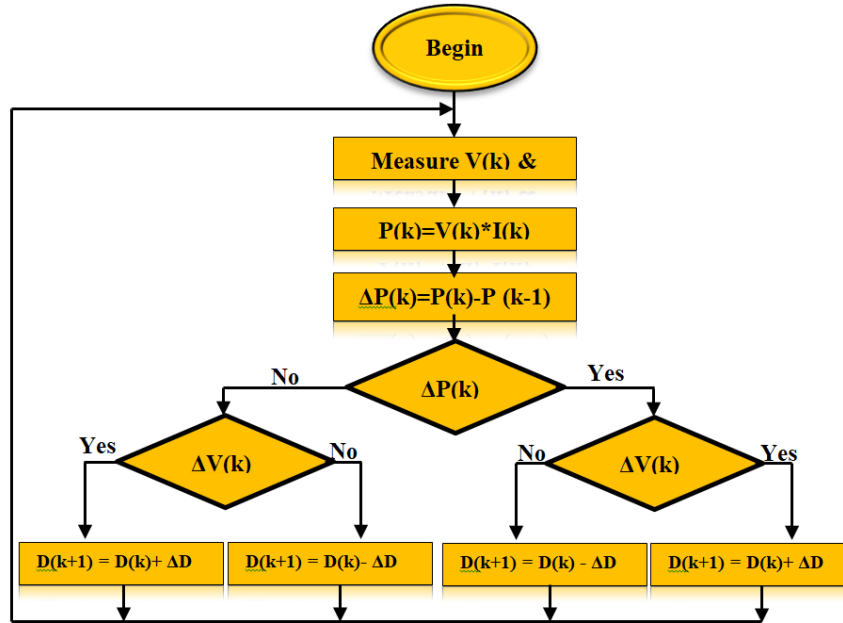 Begin
Measure V(k) &
P(k)=V(k)*I(k)
ΔP(k)=P(k)-P (k-1)
No
ΔP(k)
Yes
Yes
ΔV(k)
No
No
ΔV(k)
Yes
D(k+1) = D(k)+ ΔD
D(k+1) = D(k)- ΔD
D(k+1) = D(k) - ΔD
D(k+1) = D(k)+ ΔD